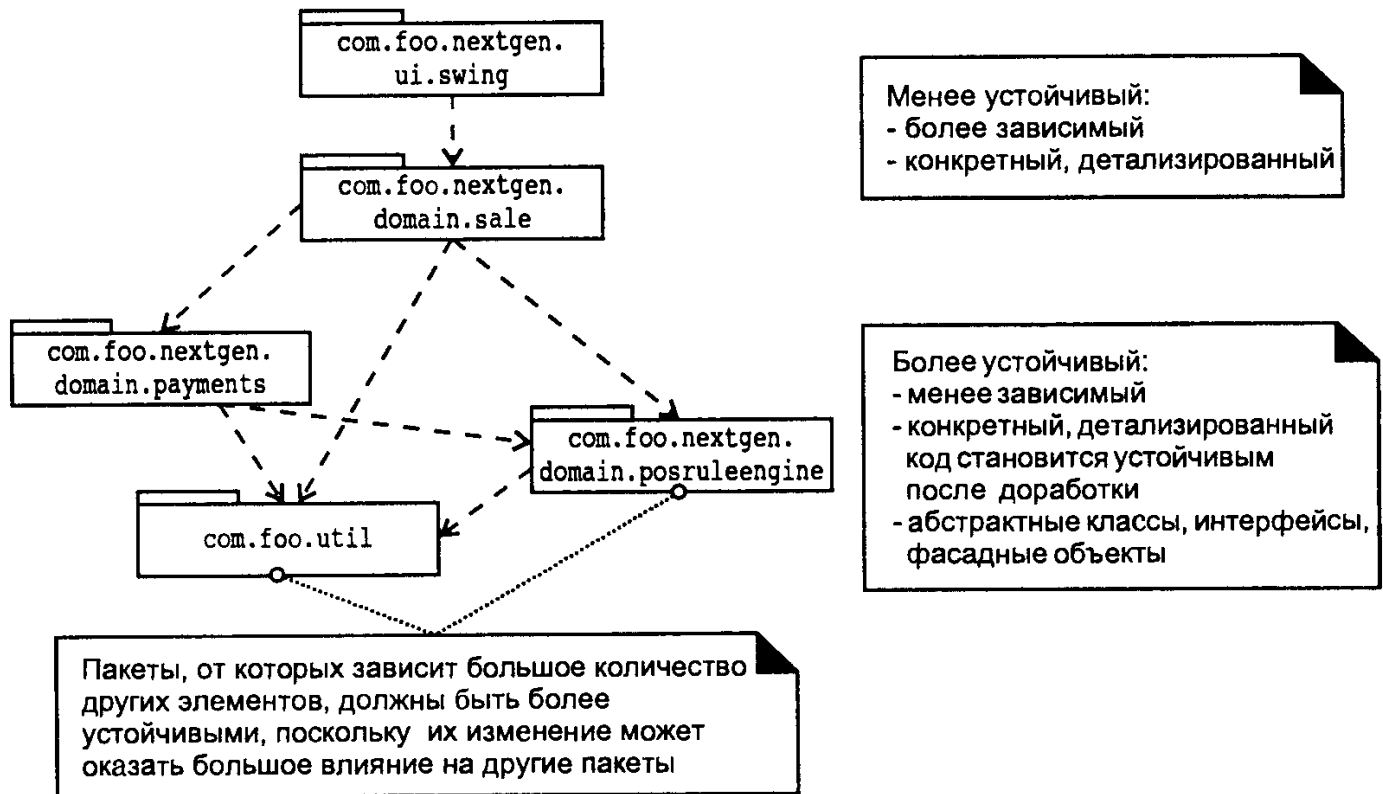 com.foo.nextgen.
ui.swing
Менее устойчивый:
- более зависимый
- конкретный, детализированный
com.foo.nextgen.
domain.sale
com.foo.nextgen.
domain.payments
Более устойчивый:
- менее зависимый
- конкретный, детализированный
код становится устойчивым
после доработки
- абстрактные классы, интерфейсы,
фасадные объекты
com.foo.nextgen.
domain.posruleengine
com.foo.util
Пакеты, от которых зависит большое количество
других элементов, должны быть более
устойчивыми, поскольку их изменение может
оказать большое влияние на другие пакеты